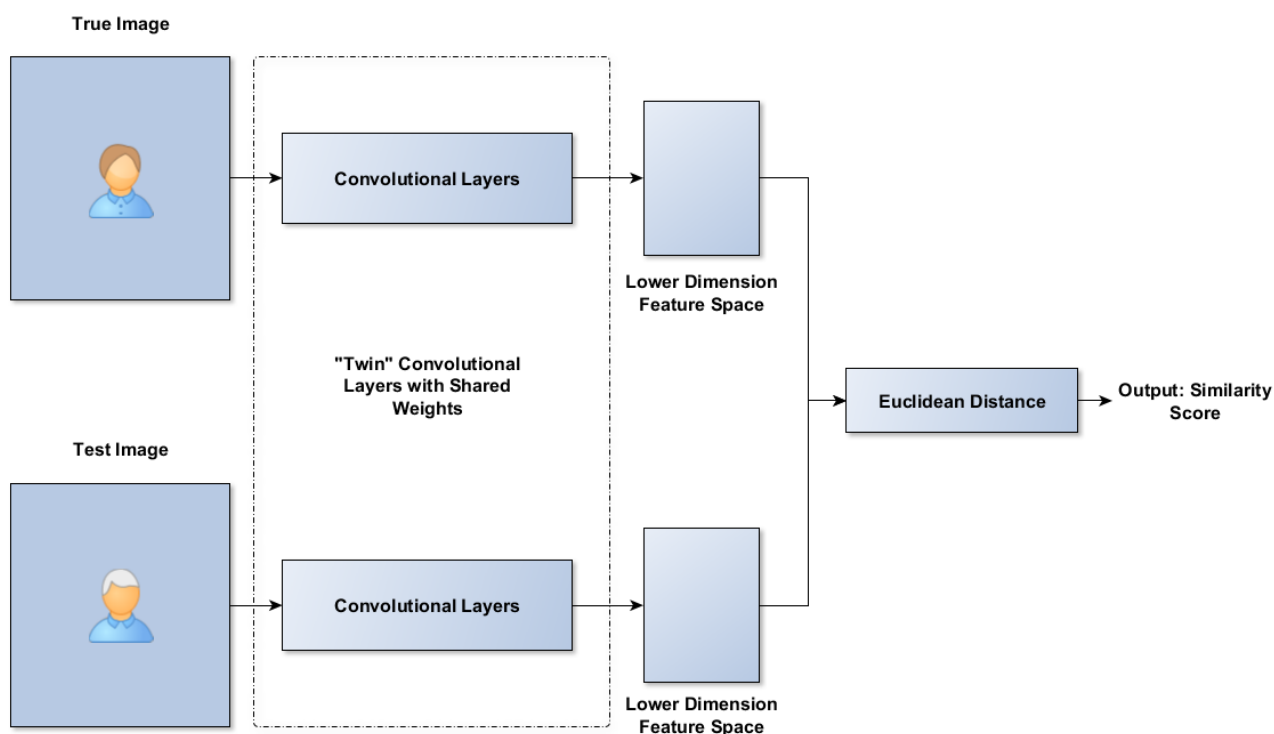 True Image
Convolutional Layers
Lower Dimension
Feature Space
"Twin" Convolutional
Layers with Shared
Weights
Euclidean Distance
Output: Similarity
Score
Test Image
Convolutional Layers
Lower Dimension
Feature Space